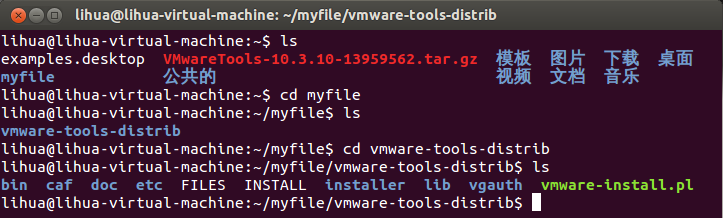 lihua@lihua-virtual-machine: ~/myfile/vmware-tools-distrib
lihua@lihua-virtual-machine:~$ ls
examples.desktop  VMwareTools-10.3.10-13959562.tar.gz  模板  图片  下载  桌面
myfile            公共的                               视频  文档  音乐
lihua@lihua-virtual-machine:~$ cd myfile
lihua@lihua-virtual-machine:~/myfile$ ls
vmware-tools-distrib
lihua@lihua-virtual-machine:~/myfile$ cd vmware-tools-distrib
lihua@lihua-virtual-machine:~/myfile/vmware-tools-distrib$ ls
bin  caf  doc  etc  FILES  INSTALL  installer  lib  vgauth  vmware-install.pl
lihua@lihua-virtual-machine:~/myfile/vmware-tools-distrib$